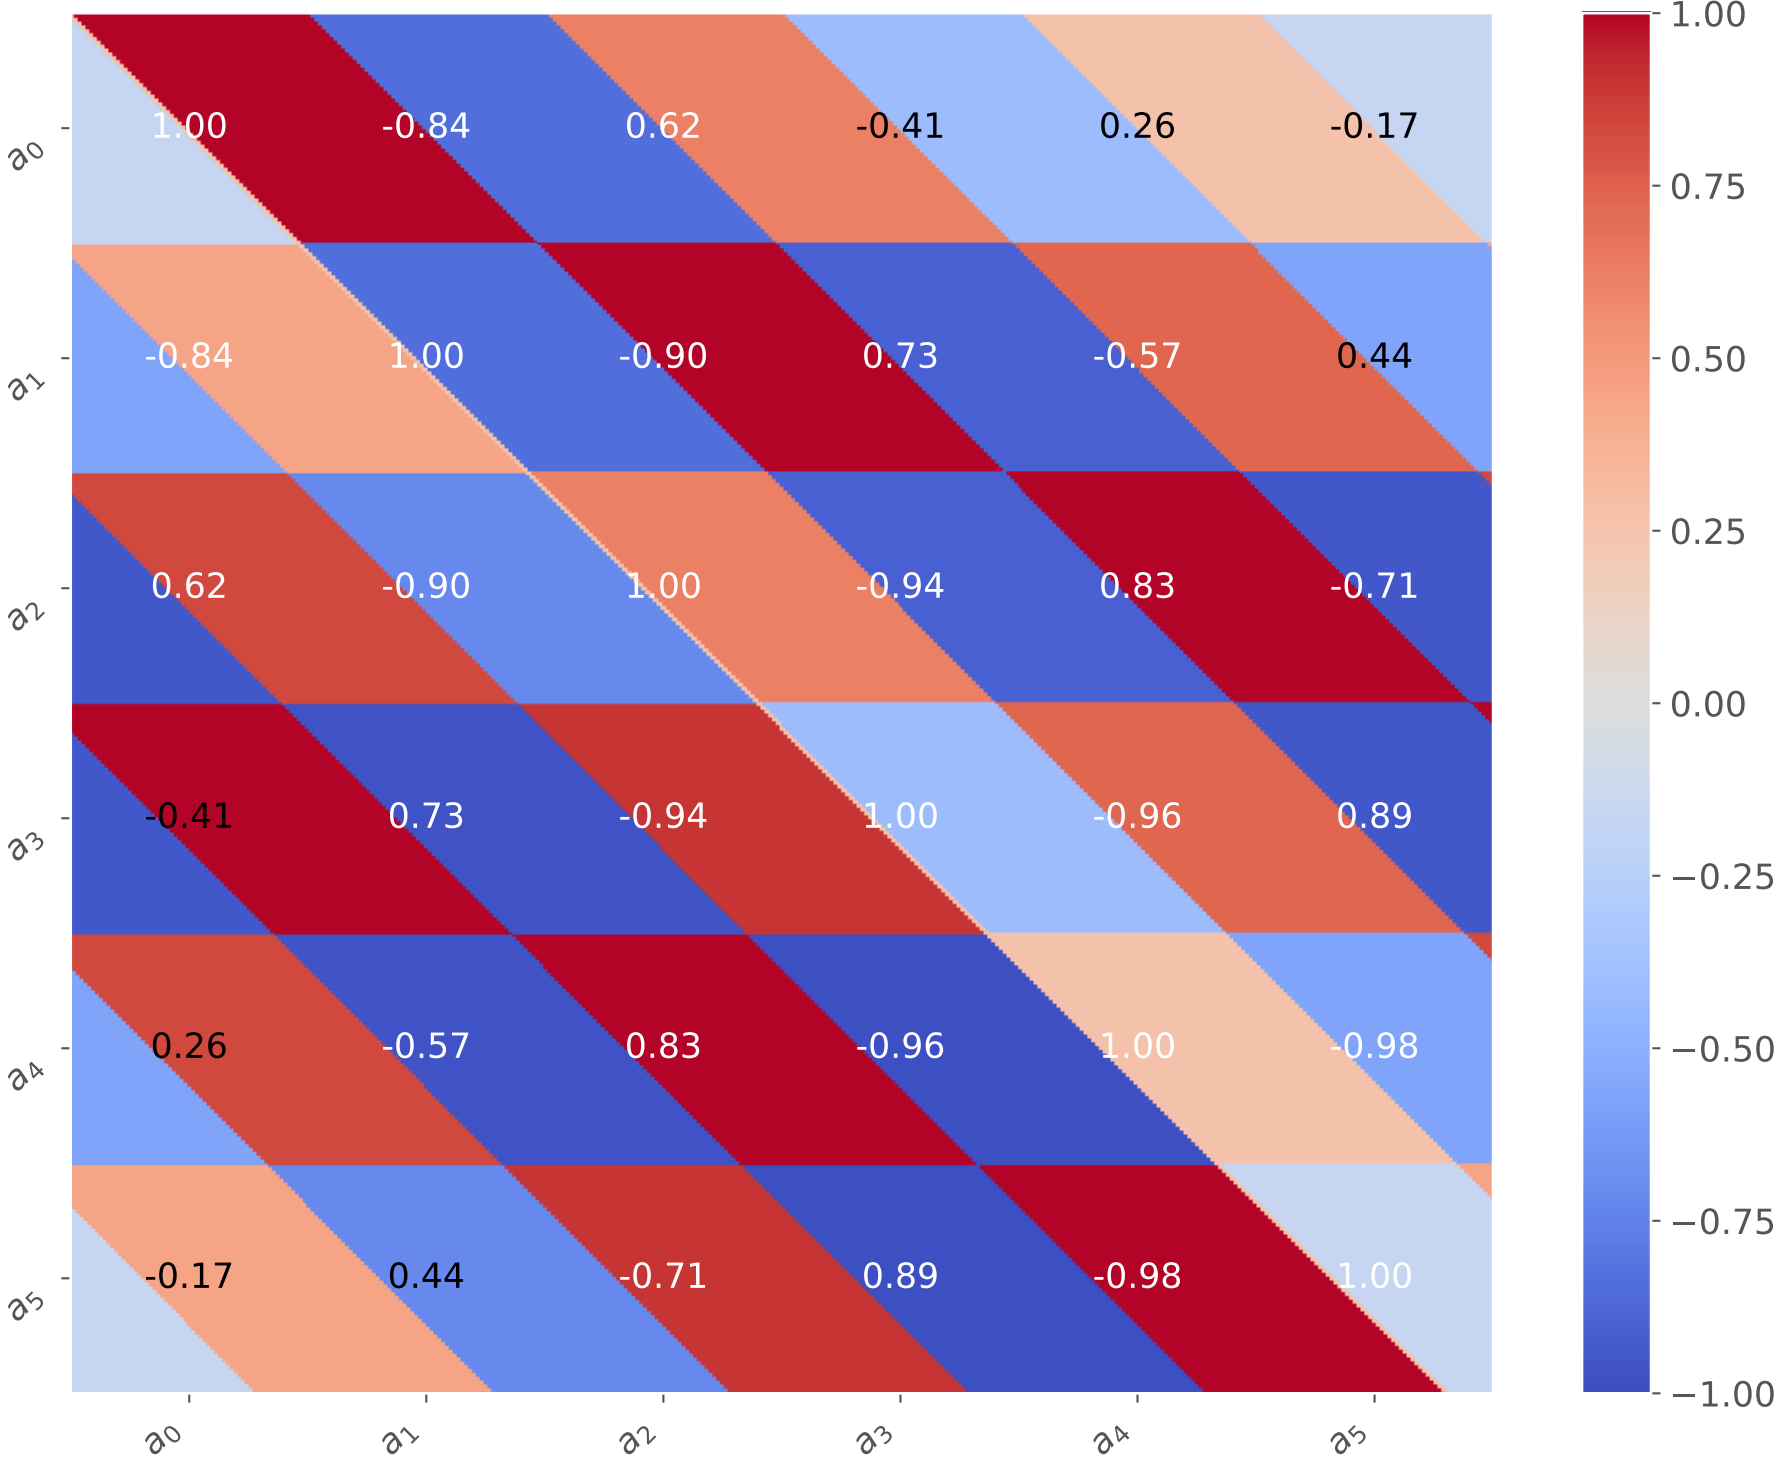 1.00
a0 1.00 -0.84 0.62 -0.41 0.26 -0.17
0.75
a1 -0.84 1.00 -0.90 0.73 -0.57 0.44
0.50
0.25
a2 0.62 -0.90 1.00 -0.94 0.83 -0.71
0.00
a3 -0.41 0.73 -0.94 1.00 -0.96 0.89
−0.25
a4 0.26 -0.57 0.83 -0.96 1.00 -0.98
−0.50
−0.75
a5 -0.17 0.44 -0.71 0.89 -0.98 1.00
−1.00
a0 a1 a2 a3 a4 a5